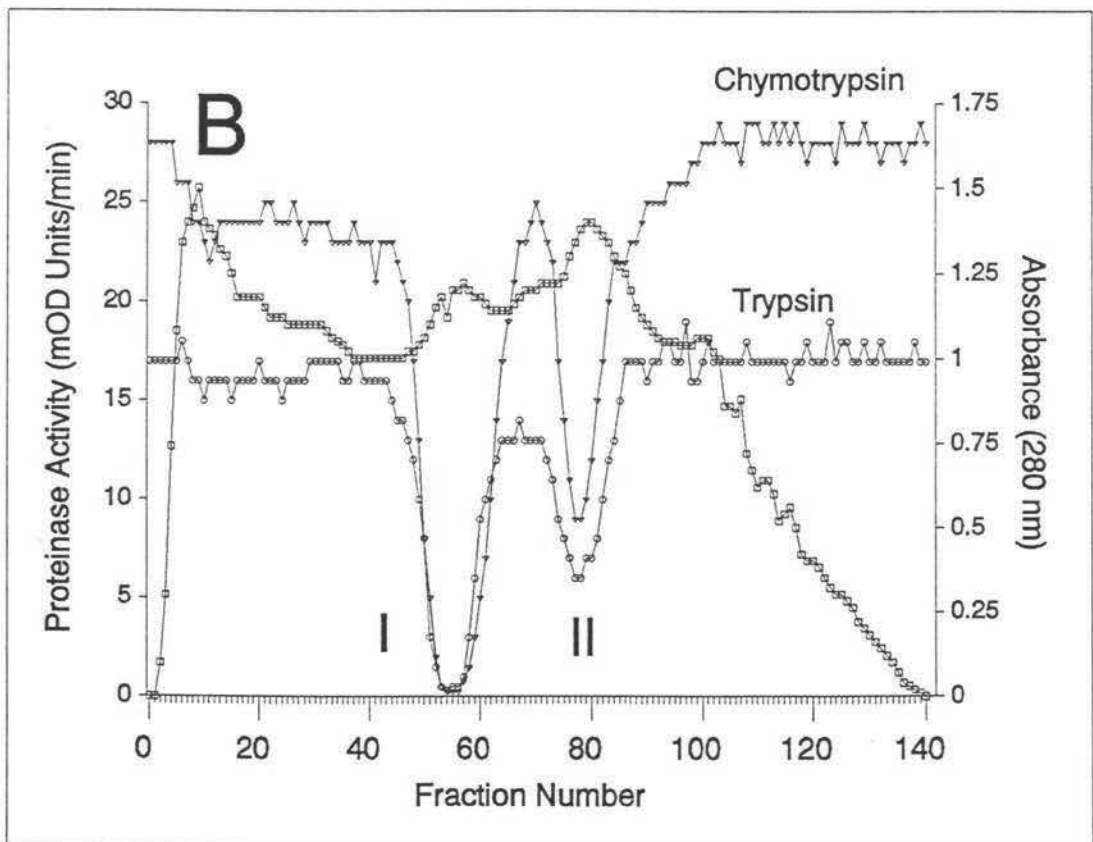 B
Chymotrypsin
Trypsin
I
II
Proteinase Activity (mOD Units/min)
30
25
20
15
10
5
0
Absorbance (280 nm)
1.75
1.5
1.25
1
0.75
0.5
0.25
0
0 20 40 60 80 100 120 140
Fraction Number